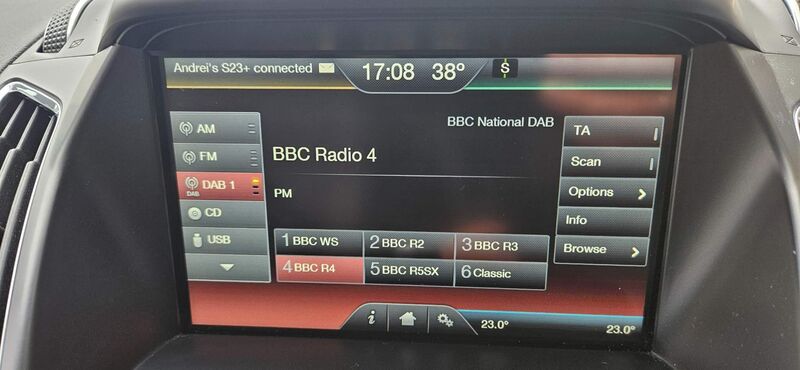 Andrei's S23+ connected
17:08 38°
S
AM
FM
DAB 1
DAB
CD
USB
BBC National DAB
BBC Radio 4
PM
1 BBC WS
2 BBC R2
3 BBC R3
4 BBC R4
5 BBC R5SX
6 Classic
TA
Scan
Options
Info
Browse
i
23.0°
23.0°